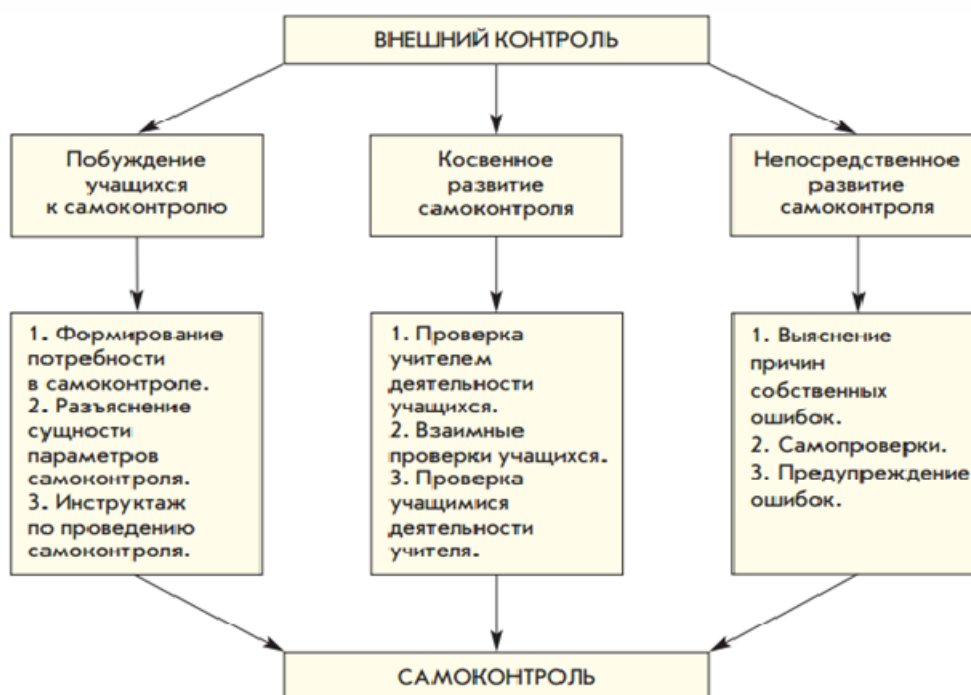 ВНЕШНИЙ КОНТРОЛЬ
Побуждение
учащихся
к самоконтролю
Косвенное
развитие
самоконтроля
Непосредственное
развитие
самоконтроля
1. Формирование
потребности
в самоконтроле.
2. Разъяснение
сущности
параметров
самоконтроля.
3. Инструктаж
по проведению
самоконтроля.
1. Проверка
учителем
деятельности
учащихся.
2. Взаимные
проверки учащихся.
3. Проверка
учащимися
деятельности
учителя.
1. Выяснение
причин
собственных
ошибок.
2. Самопроверки.
3. Предупреждение
ошибок.
САМОКОНТРОЛЬ